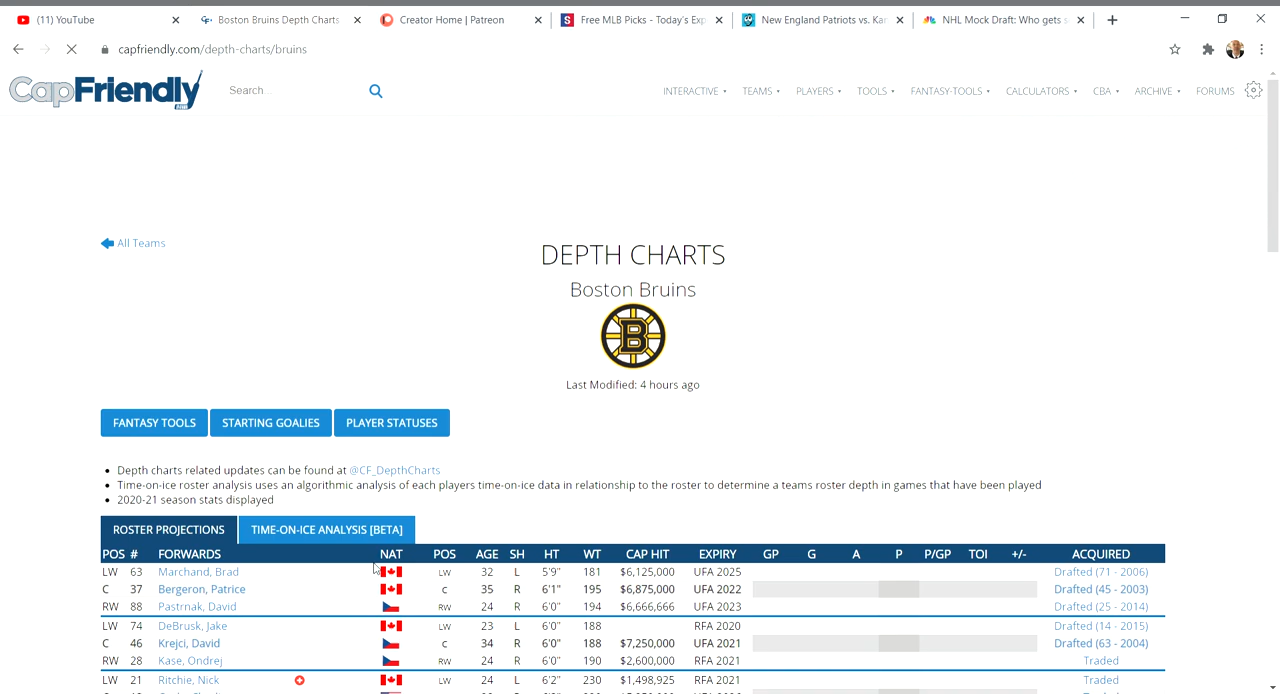 (11) YouTube
Boston Bruins Depth Charts
Creator Home | Patreon
Free MLB Picks - Today's Exp
New England Patriots vs. Kan
NHL Mock Draft: Who gets s
capfriendly.com/depth-charts/bruins
CapFriendly
Search...
INTERACTIVE TEAMS PLAYERS TOOLS FANTASY-TOOLS CALCULATORS CBA ARCHIVE FORUMS
All Teams
DEPTH CHARTS
Boston Bruins
B
Last Modified: 4 hours ago
FANTASY TOOLS STARTING GOALIES PLAYER STATUSES
Depth charts related updates can be found at @CF_DepthCharts
Time-on-ice roster analysis uses an algorithmic analysis of each players time-on-ice data in relationship to the roster to determine a teams roster depth in games that have been played
2020-21 season stats displayed
ROSTER PROJECTIONS TIME-ON-ICE ANALYSIS [BETA]
POS # FORWARDS NAT POS AGE SH HT WT CAP HIT EXPIRY GP G A P P/GP TOI +/- ACQUIRED
LW 63 Marchand, Brad LW 32 L 5'9" 181 $6,125,000 UFA 2025 Drafted (71 - 2006)
C 37 Bergeron, Patrice C 35 R 6'1" 195 $6,875,000 UFA 2022 Drafted (45 - 2003)
RW 88 Pastrnak, David RW 24 R 6'0" 194 $6,666,666 UFA 2023 Drafted (25 - 2014)
LW 74 DeBrusk, Jake LW 23 L 6'0" 188 RFA 2020 Drafted (14 - 2015)
C 46 Krejci, David C 34 R 6'0" 188 $7,250,000 UFA 2021 Drafted (63 - 2004)
RW 28 Kase, Ondrej RW 24 R 6'0" 190 $2,600,000 RFA 2021 Traded
LW 21 Ritchie, Nick LW 24 L 6'2" 230 $1,498,925 RFA 2021 Traded